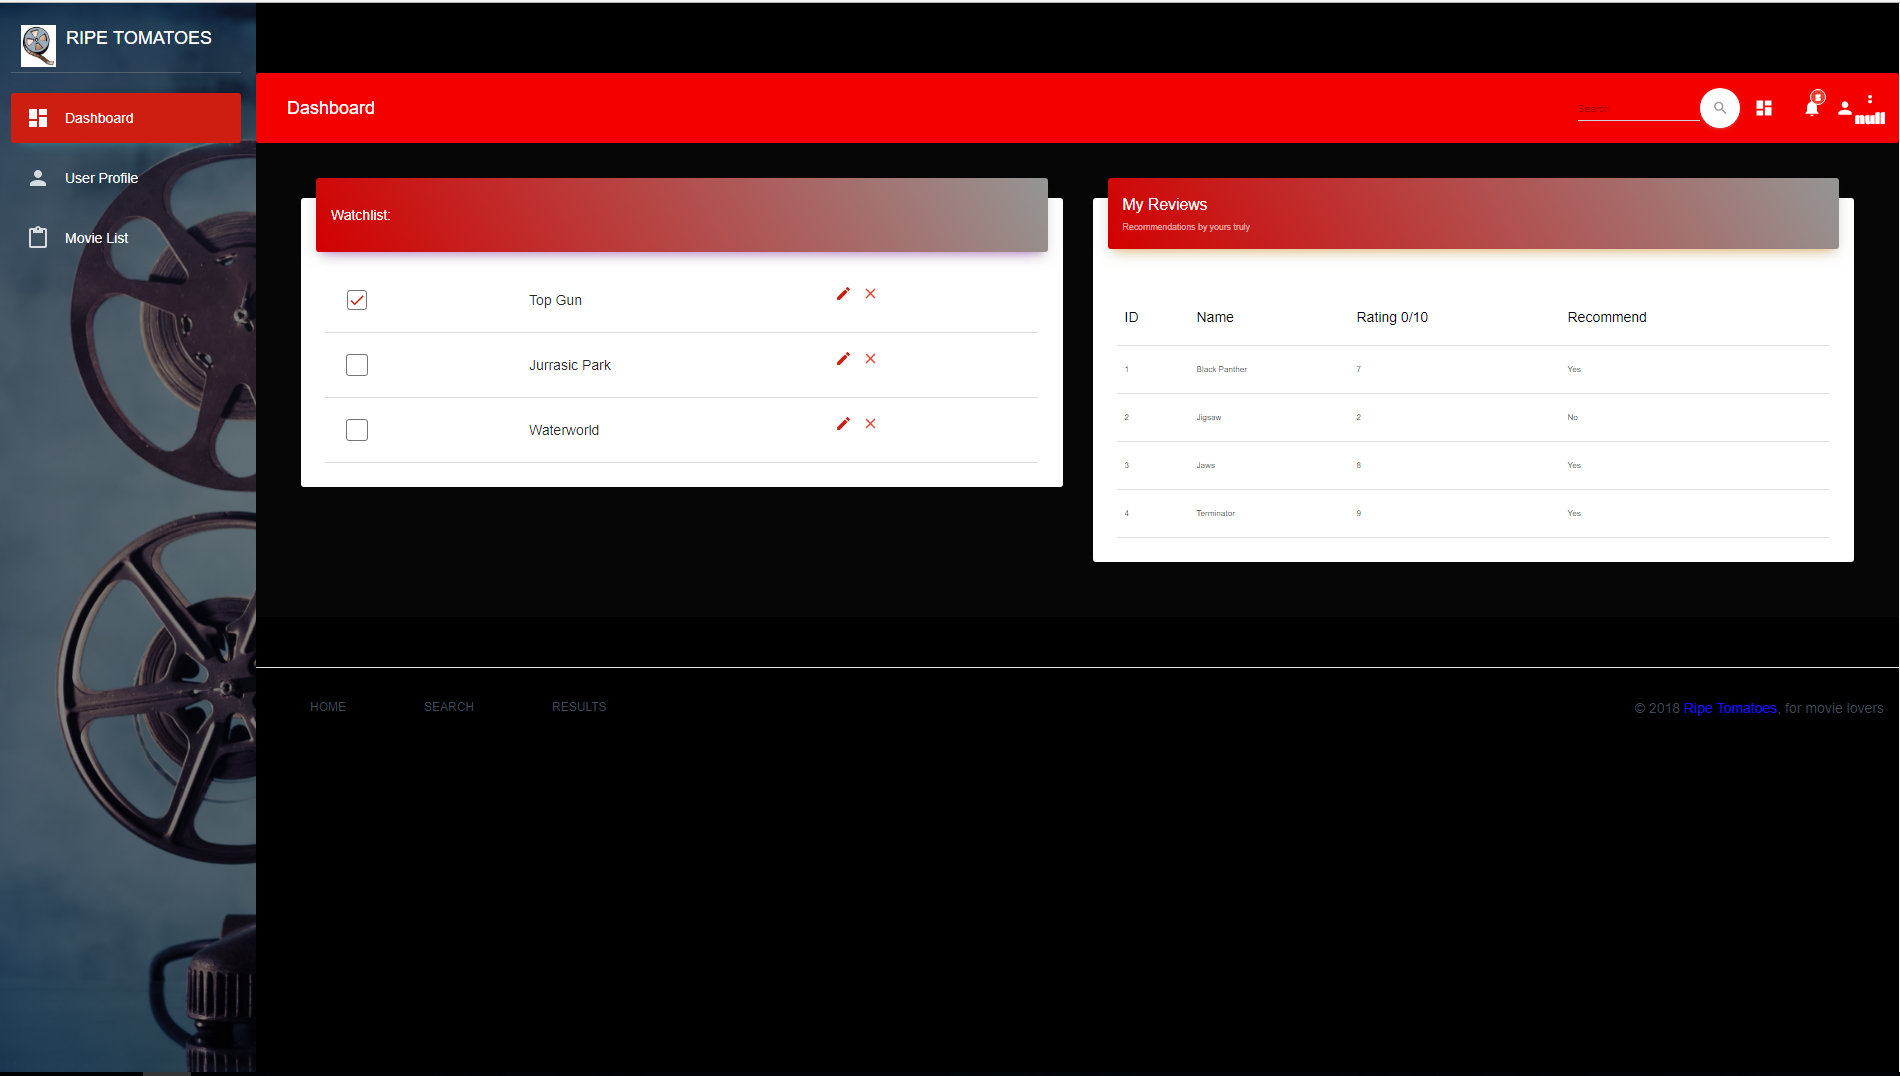 RIPE TOMATOES
Dashboard
User Profile
Movie List
Dashboard
Search
5
null
Watchlist:
Top Gun
Jurrasic Park
Waterworld
My Reviews
Recommendations by yours truly
ID Name Rating 0/10 Recommend
1 Black Panther 7 Yes
2 Jigsaw 2 No
3 Jaws 8 Yes
4 Terminator 9 Yes
HOME SEARCH RESULTS
© 2018 Ripe Tomatoes, for movie lovers